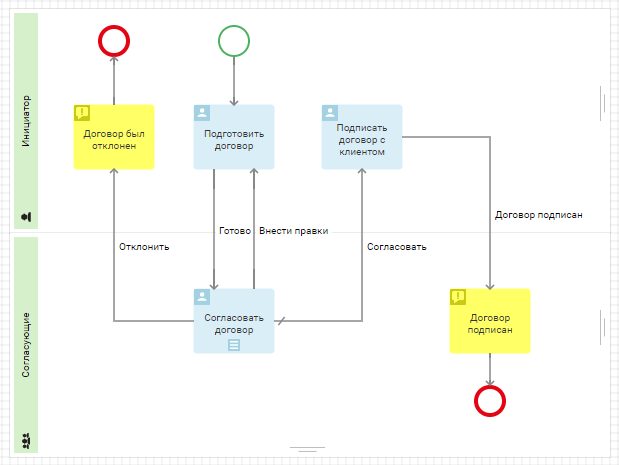 Инициатор
Договор был
отклонен
Подготовить
договор
Подписать
договор с
клиентом
Договор подписан
Готово
Внести правки
Отклонить
Согласовать
Согласующие
Согласовать
договор
Договор
подписан